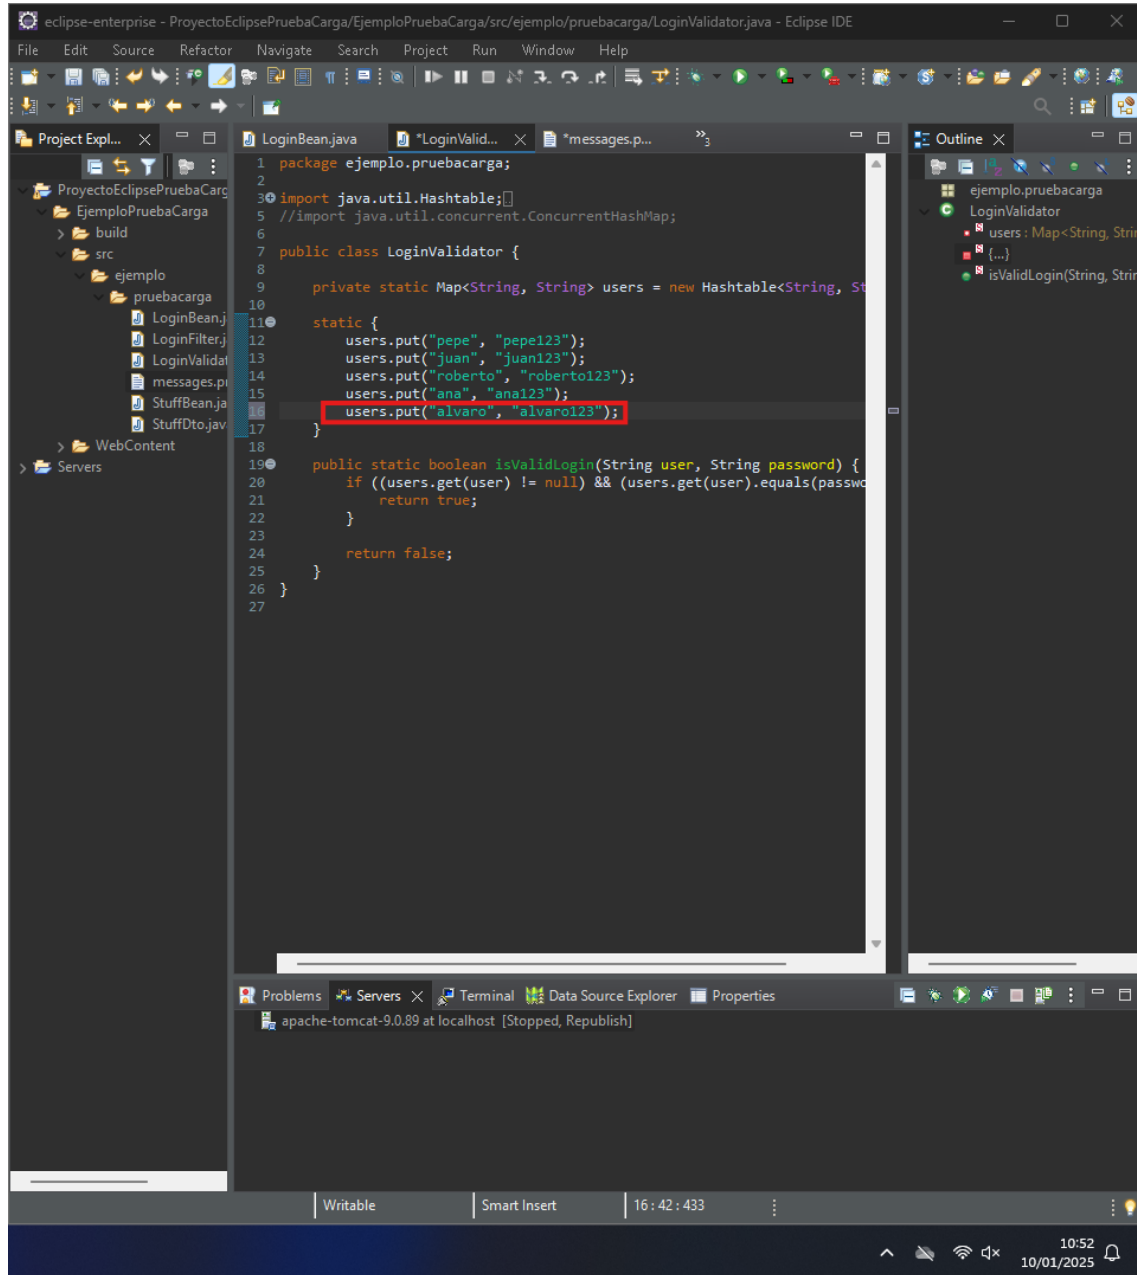 eclipse-enterprise - ProyectoEclipsePruebaCarga/EjemploPruebaCarga/src/ejemplo/pruebacarga/LoginValidator.java - Eclipse IDE
File Edit Source Refactor Navigate Search Project Run Window Help
Project Expl...
ProyectoEclipsePruebaCarg
EjemploPruebaCarga
build
src
ejemplo
pruebacarga
LoginBean.j
LoginFilter.j
LoginValidat
messages.pr
StuffBean.ja
StuffDto.jav
WebContent
Servers
LoginBean.java *LoginValid... *messages.p... »3
1 package ejemplo.pruebacarga;
2
3 import java.util.Hashtable;
5 //import java.util.concurrent.ConcurrentHashMap;
6
7 public class LoginValidator {
8
9 private static Map<String, String> users = new Hashtable<String, St
10
11 static {
12 users.put("pepe", "pepe123");
13 users.put("juan", "juan123");
14 users.put("roberto", "roberto123");
15 users.put("ana", "ana123");
16 users.put("alvaro", "alvaro123");
17 }
18
19 public static boolean isValidLogin(String user, String password) {
20 if ((users.get(user) != null) && (users.get(user).equals(passwo
21 return true;
22 }
23
24 return false;
25 }
26 }
27
Outline
ejemplo.pruebacarga
LoginValidator
users : Map<String, Strin
{...}
isValidLogin(String, Strin
Problems Servers Terminal Data Source Explorer Properties
apache-tomcat-9.0.89 at localhost [Stopped, Republish]
Writable Smart Insert 16 : 42 : 433
10:52
10/01/2025